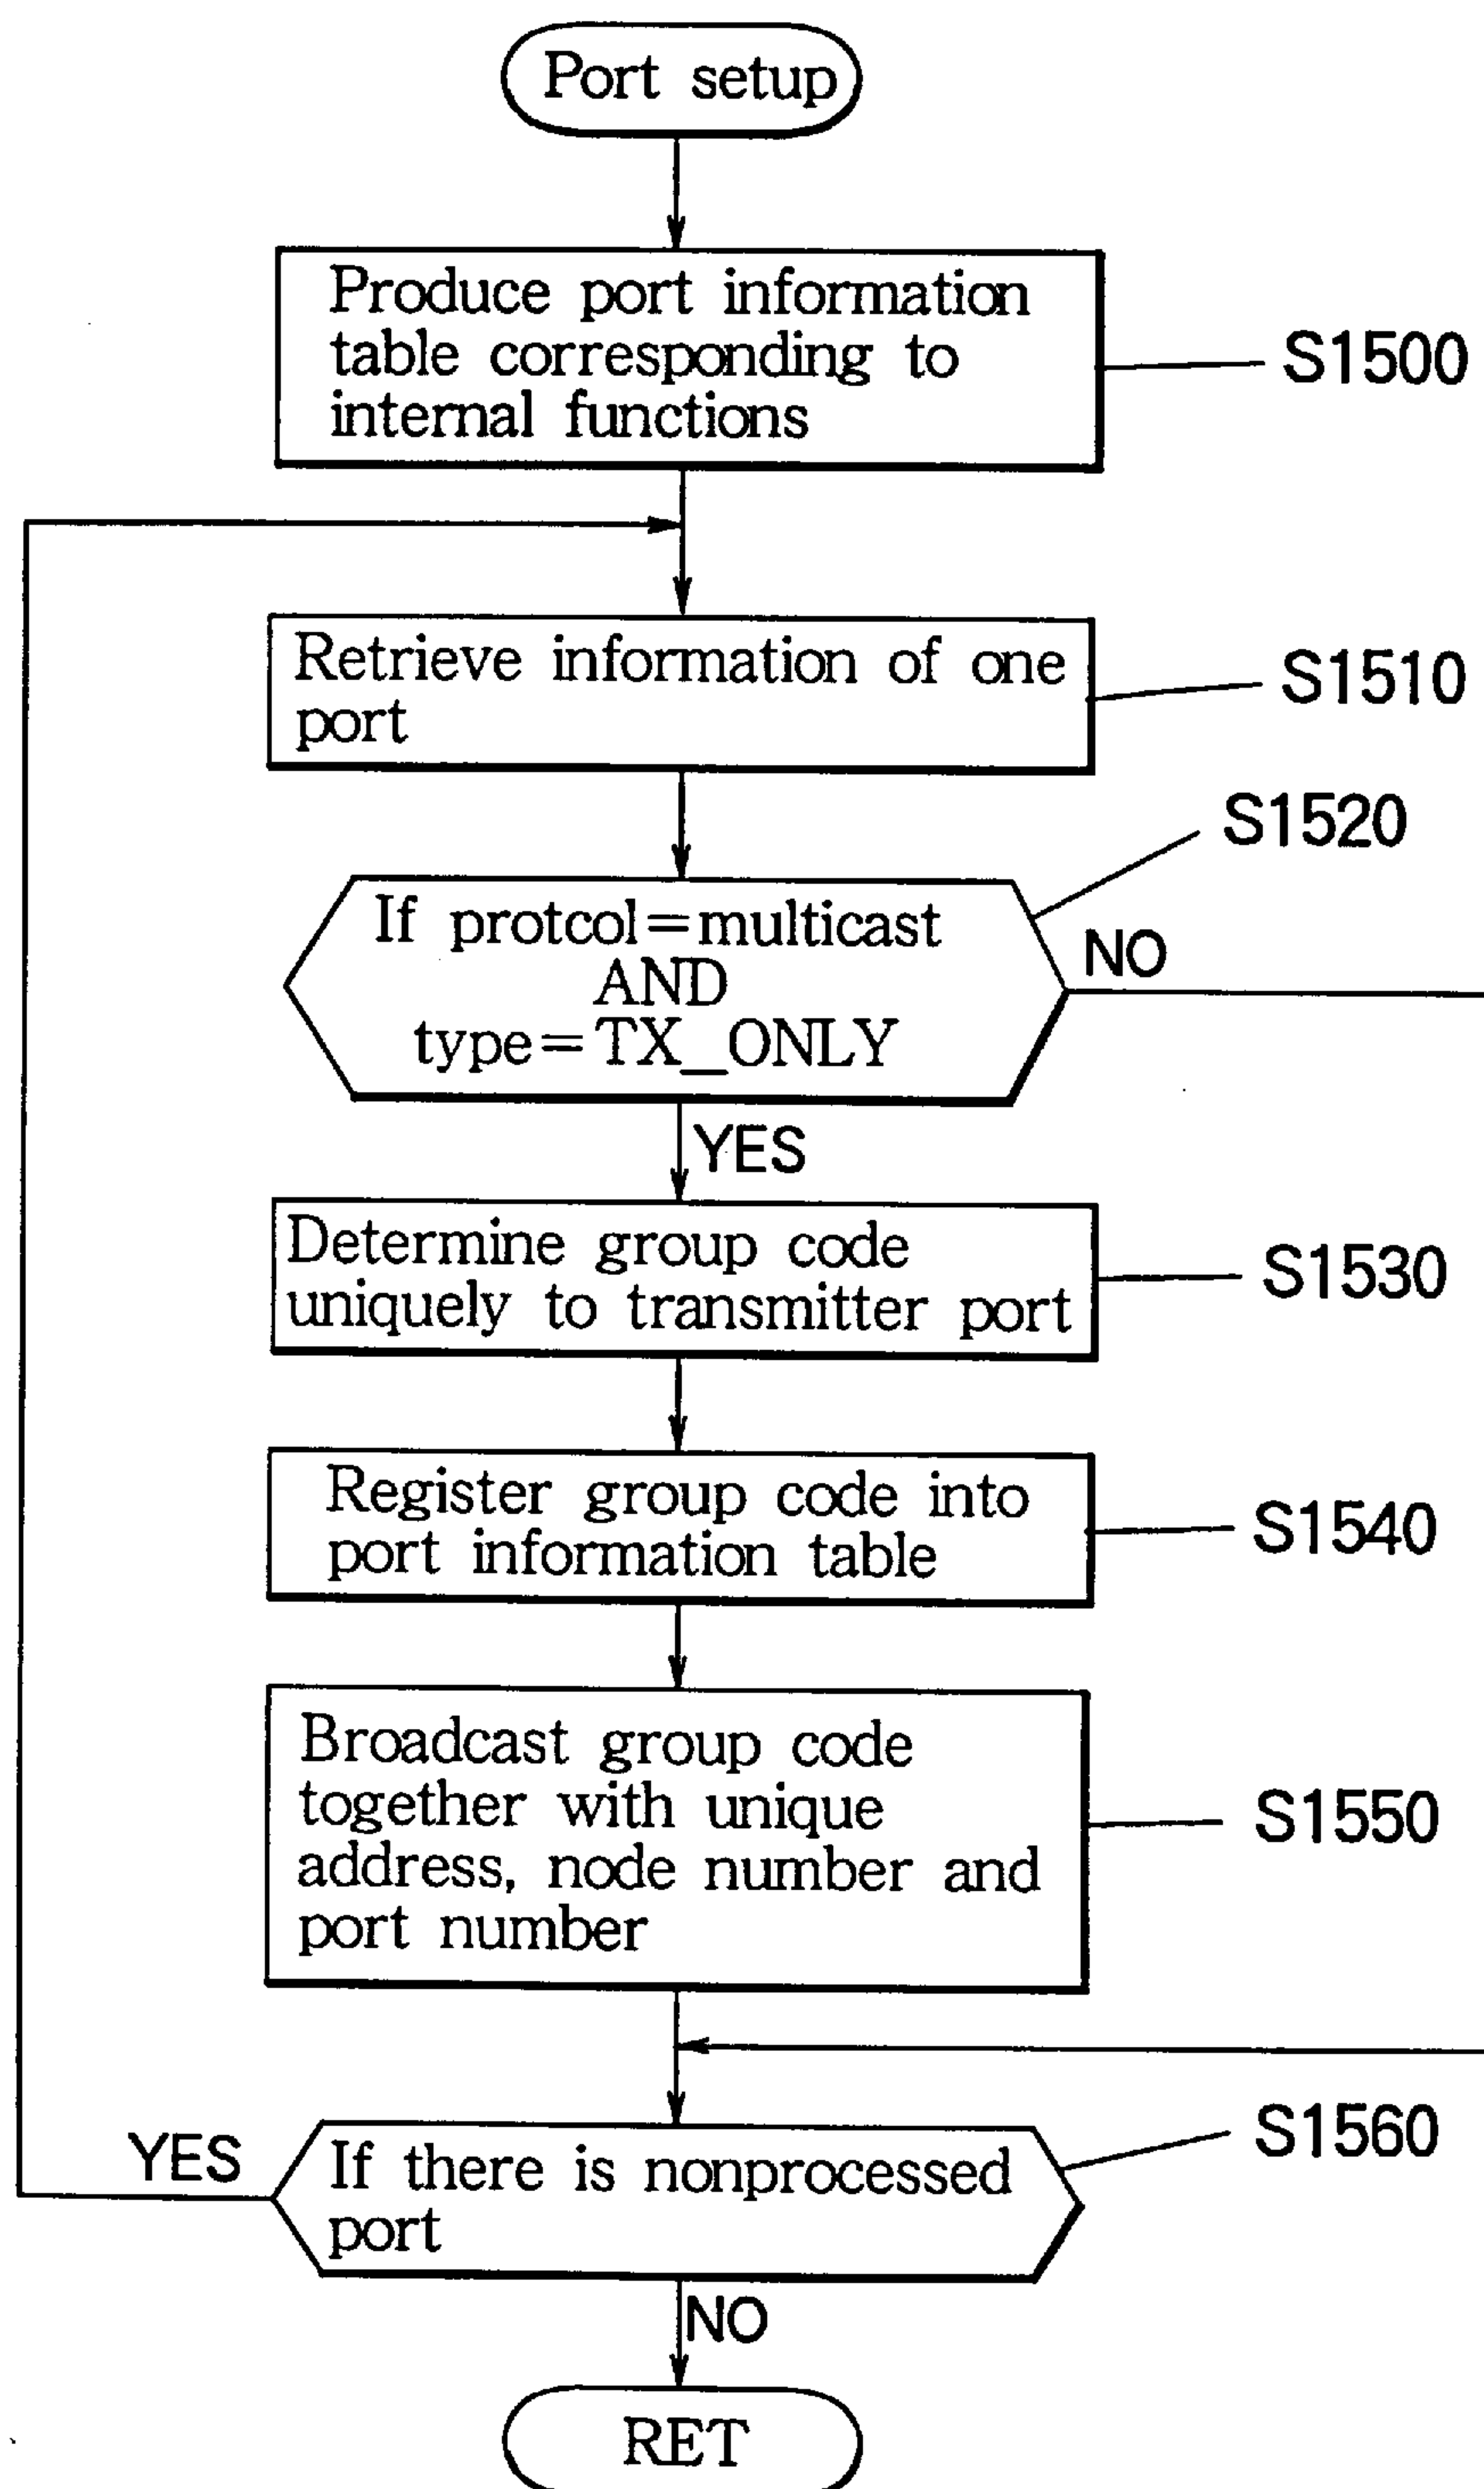 Port setup
Produce port information
table corresponding to
internal functions
S1500
Retrieve information of one
port
S1510
S1520
If protcol=multicast
AND
type=TX_ONLY
NO
YES
Determine group code
uniquely to transmitter port
S1530
Register group code into
port information table
S1540
Broadcast group code
together with unique
address, node number and
port number
S1550
S1560
YES
If there is nonprocessed
port
NO
RET